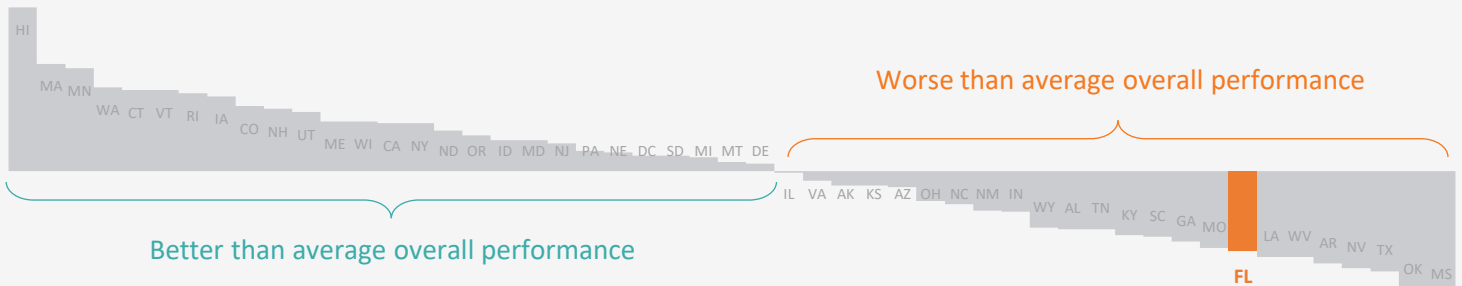 HI
MA
MN
WA
CT
VT
RI
IA
CO
NH
UT
ME
WI
CA
NY
ND
OR
ID
MD
NJ
PA
NE
DC
SD
MI
MT
DE
Worse than average overall performance
IL
VA
AK
KS
AZ
OH
NC
NM
IN
WY
AL
TN
KY
SC
GA
MO
FL
LA
WV
AR
NV
TX
OK
MS
Better than average overall performance